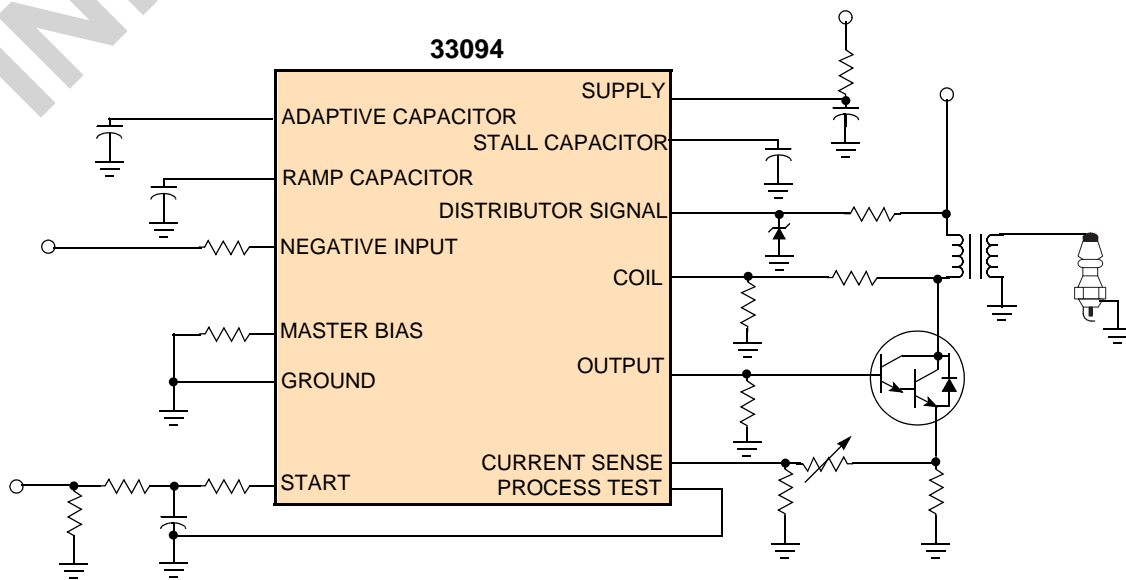 33094
SUPPLY
ADAPTIVE CAPACITOR
STALL CAPACITOR
RAMP CAPACITOR
DISTRIBUTOR SIGNAL
NEGATIVE INPUT
COIL
MASTER BIAS
OUTPUT
GROUND
CURRENT SENSE
START
PROCESS TEST